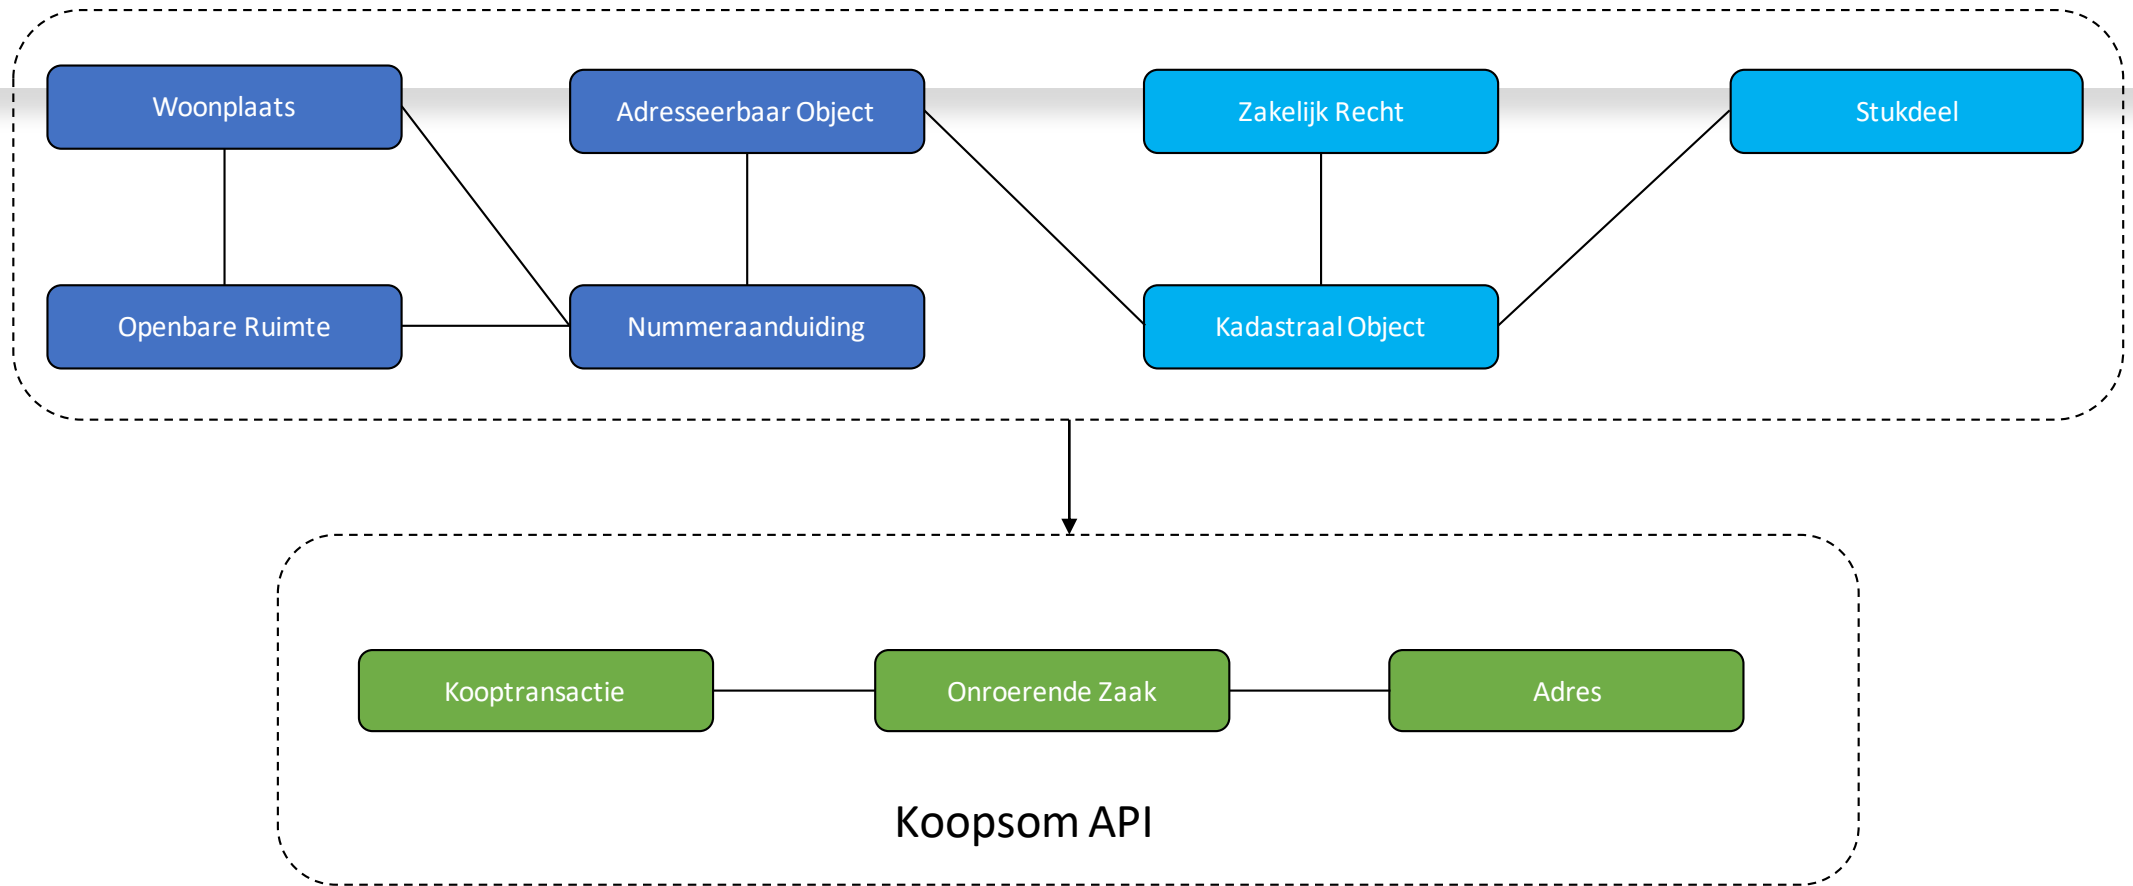 Woonplaats
Adresseerbaar Object
Zakelijk Recht
Stukdeel
Openbare Ruimte
Nummeraanduiding
Kadastraal Object
Kooptransactie
Onroerende Zaak
Adres
Koopsom API